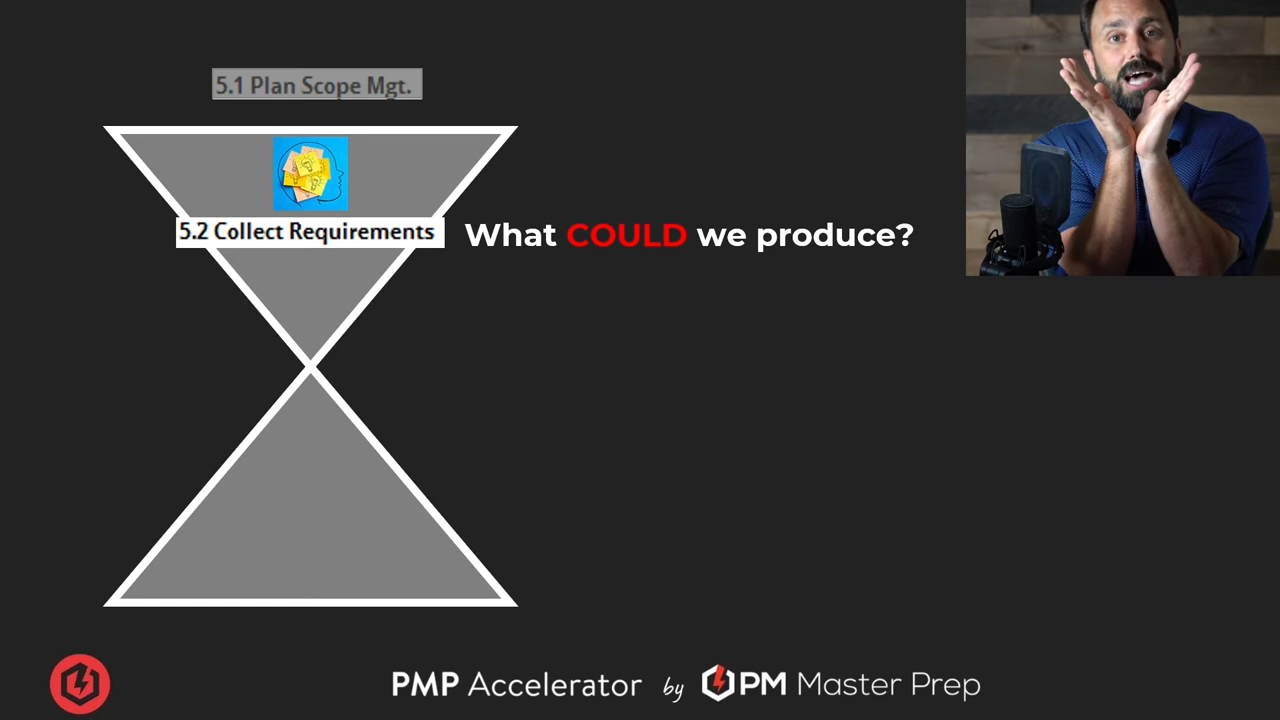 5.1 Plan Scope Mgt.
5.2 Collect Requirements
What COULD we produce?
PMP Accelerator by PM Master Prep